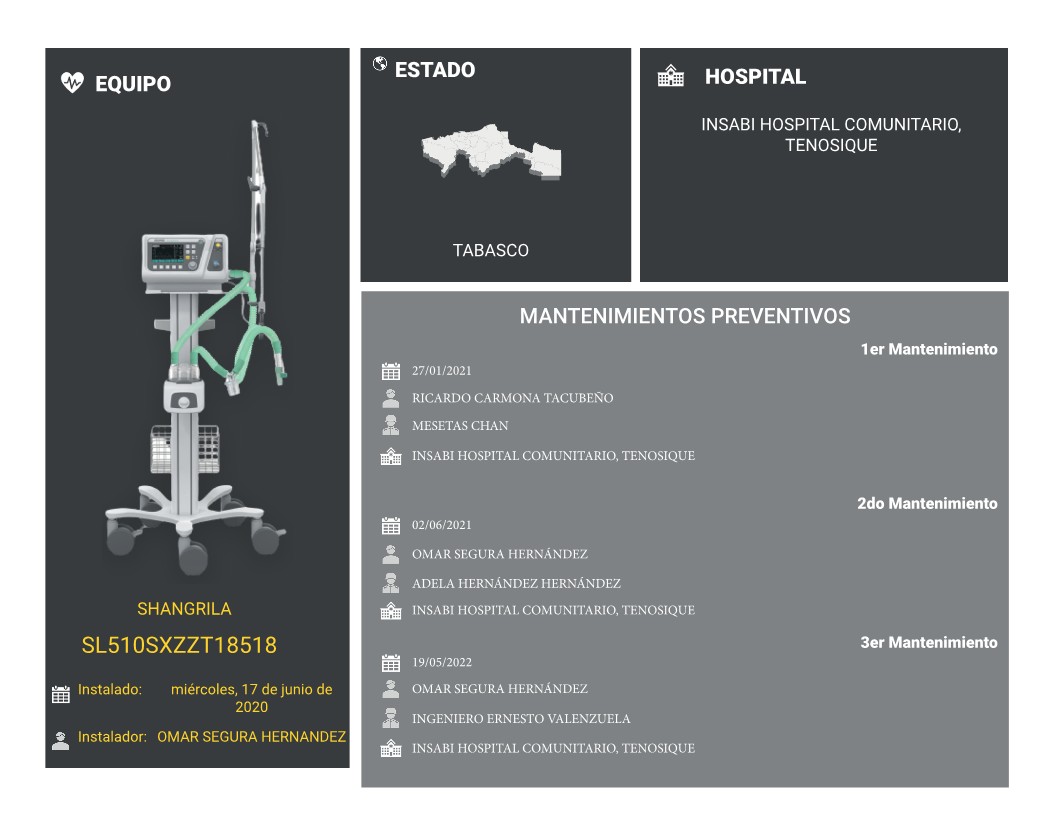 EQUIPO
SHANGRILA
SL510SXZZT18518
Instalado: miércoles, 17 de junio de
2020
Instalador: OMAR SEGURA HERNANDEZ
ESTADO
TABASCO
HOSPITAL
INSABI HOSPITAL COMUNITARIO,
TENOSIQUE
MANTENIMIENTOS PREVENTIVOS
1er Mantenimiento
27/01/2021
RICARDO CARMONA TACUBEÑO
MESETAS CHAN
INSABI HOSPITAL COMUNITARIO, TENOSIQUE
2do Mantenimiento
02/06/2021
OMAR SEGURA HERNÁNDEZ
ADELA HERNÁNDEZ HERNÁNDEZ
INSABI HOSPITAL COMUNITARIO, TENOSIQUE
3er Mantenimiento
19/05/2022
OMAR SEGURA HERNÁNDEZ
INGENIERO ERNESTO VALENZUELA
INSABI HOSPITAL COMUNITARIO, TENOSIQUE